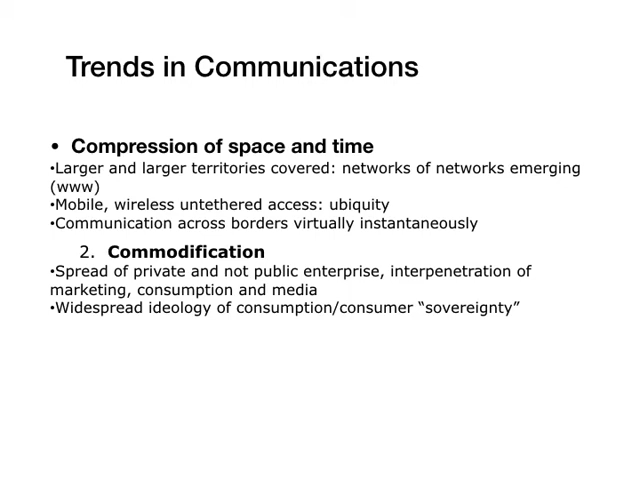 Trends in Communications
• Compression of space and time
•Larger and larger territories covered: networks of networks emerging
(www)
•Mobile, wireless untethered access: ubiquity
•Communication across borders virtually instantaneously
2. Commodification
•Spread of private and not public enterprise, interpenetration of
marketing, consumption and media
•Widespread ideology of consumption/consumer “sovereignty”